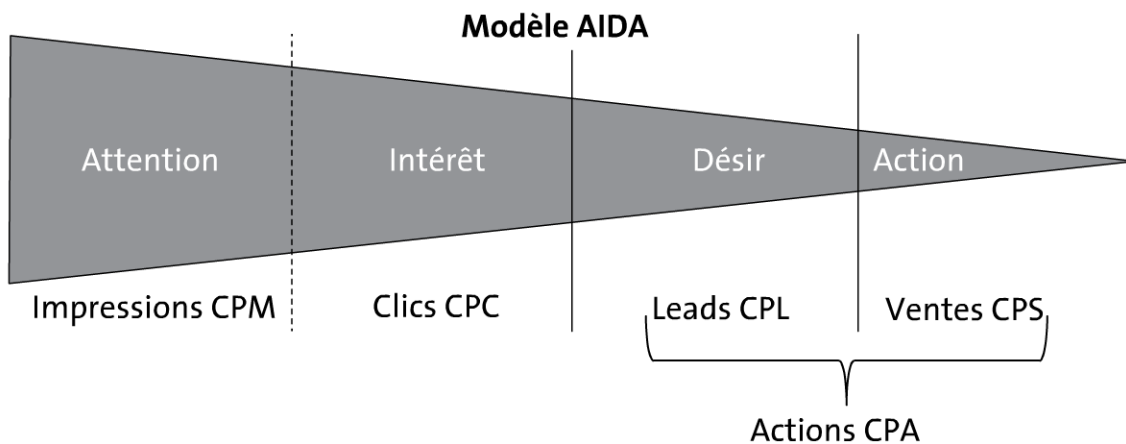 Modèle AIDA
Attention Intérêt Désir Action
Impressions CPM Clics CPC Leads CPL Ventes CPS
Actions CPA